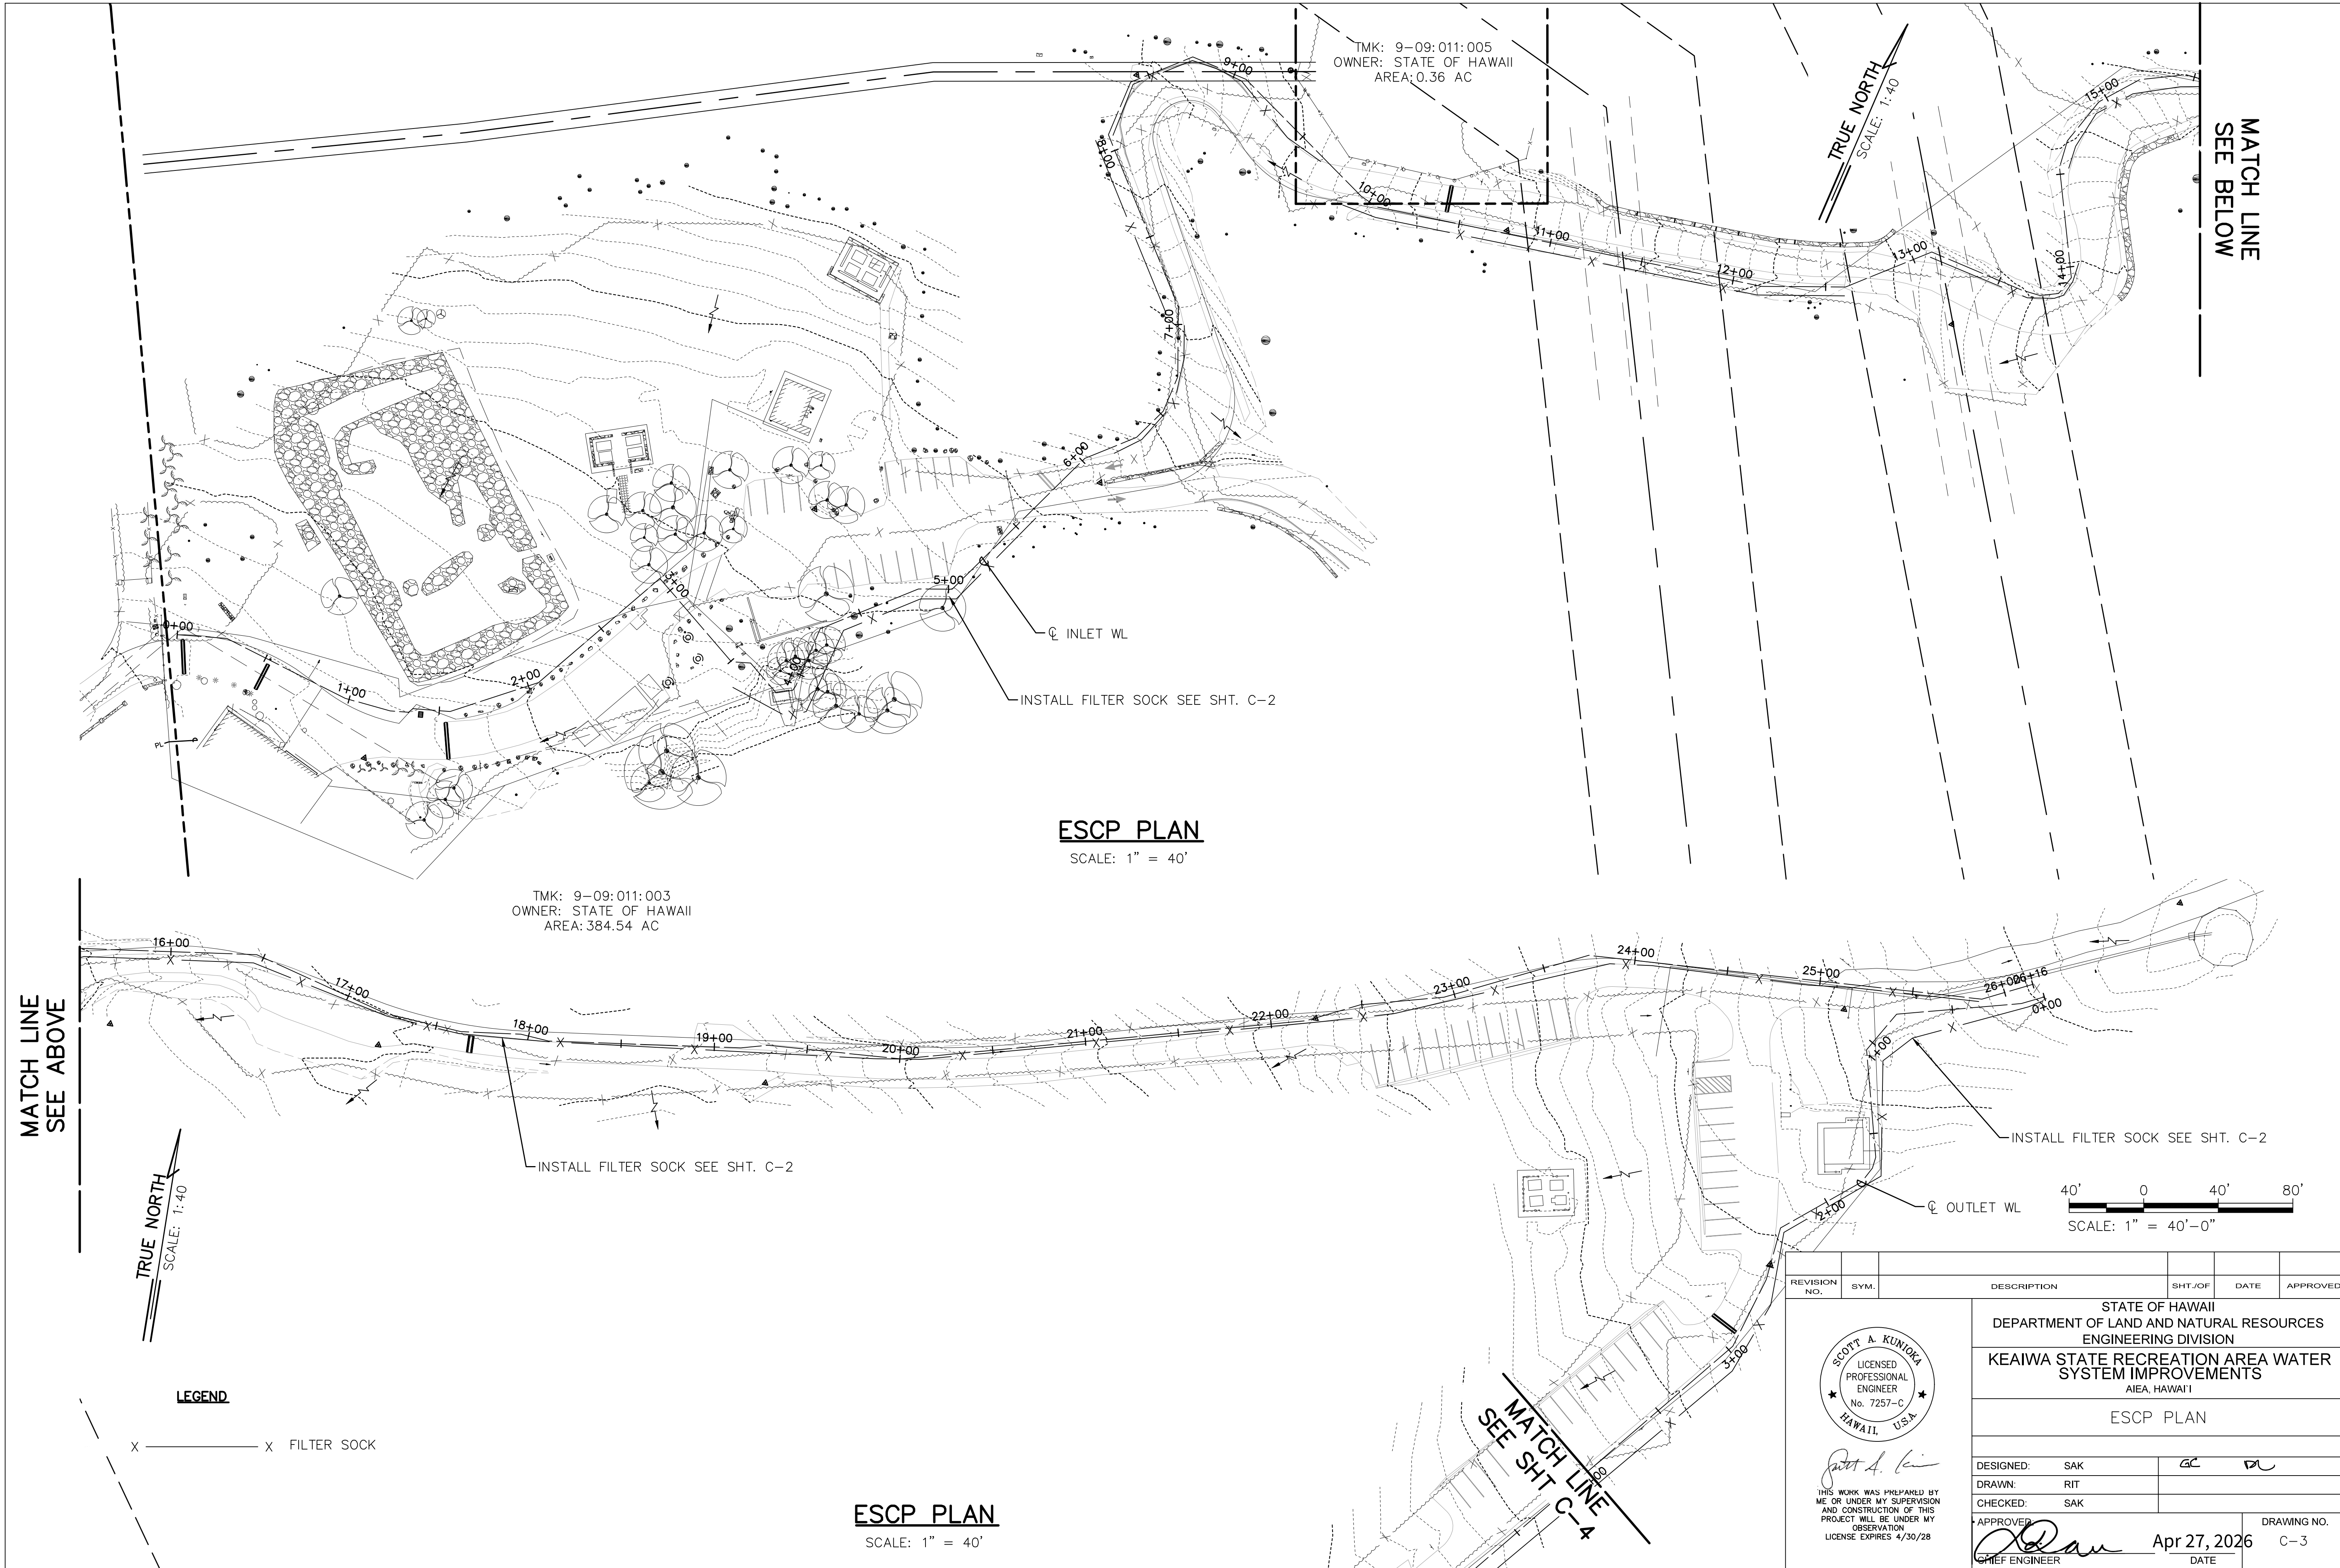 TMK: 9-09:011:005
OWNER: STATE OF HAWAII
AREA: 0.36 AC
TRUE NORTH
SCALE: 1:40
MATCH LINE
SEE BELOW
0+00
1+00
2+00
3+00
4+00
5+00
6+00
7+00
8+00
9+00
10+00
11+00
12+00
13+00
14+00
15+00
PL
℄ INLET WL
INSTALL FILTER SOCK SEE SHT. C-2
ESCP PLAN
SCALE: 1" = 40'
TMK: 9-09:011:003
OWNER: STATE OF HAWAII
AREA: 384.54 AC
MATCH LINE
SEE ABOVE
16+00
17+00
18+00
19+00
20+00
21+00
22+00
23+00
24+00
25+00
26+00
26+16
0+00
1+00
2+00
3+00
INSTALL FILTER SOCK SEE SHT. C-2
INSTALL FILTER SOCK SEE SHT. C-2
℄ OUTLET WL
40' 0 40' 80'
SCALE: 1" = 40'-0"
TRUE NORTH
SCALE: 1:40
LEGEND
X X FILTER SOCK
ESCP PLAN
SCALE: 1" = 40'
MATCH LINE
SEE SHT C-4
REVISION NO. SYM. DESCRIPTION SHT./OF DATE APPROVED
STATE OF HAWAII
DEPARTMENT OF LAND AND NATURAL RESOURCES
ENGINEERING DIVISION
KEAIWA STATE RECREATION AREA WATER
SYSTEM IMPROVEMENTS
AIEA, HAWAI'I
ESCP PLAN
SCOTT A. KUNIOKA
LICENSED
PROFESSIONAL
ENGINEER
No. 7257-C
HAWAII, U.S.A.
THIS WORK WAS PREPARED BY
ME OR UNDER MY SUPERVISION
AND CONSTRUCTION OF THIS
PROJECT WILL BE UNDER MY
OBSERVATION
LICENSE EXPIRES 4/30/28
DESIGNED: SAK GC
DRAWN: RIT
CHECKED: SAK
APPROVED:
Apr 27, 2026
CHIEF ENGINEER DATE
DRAWING NO.
C-3